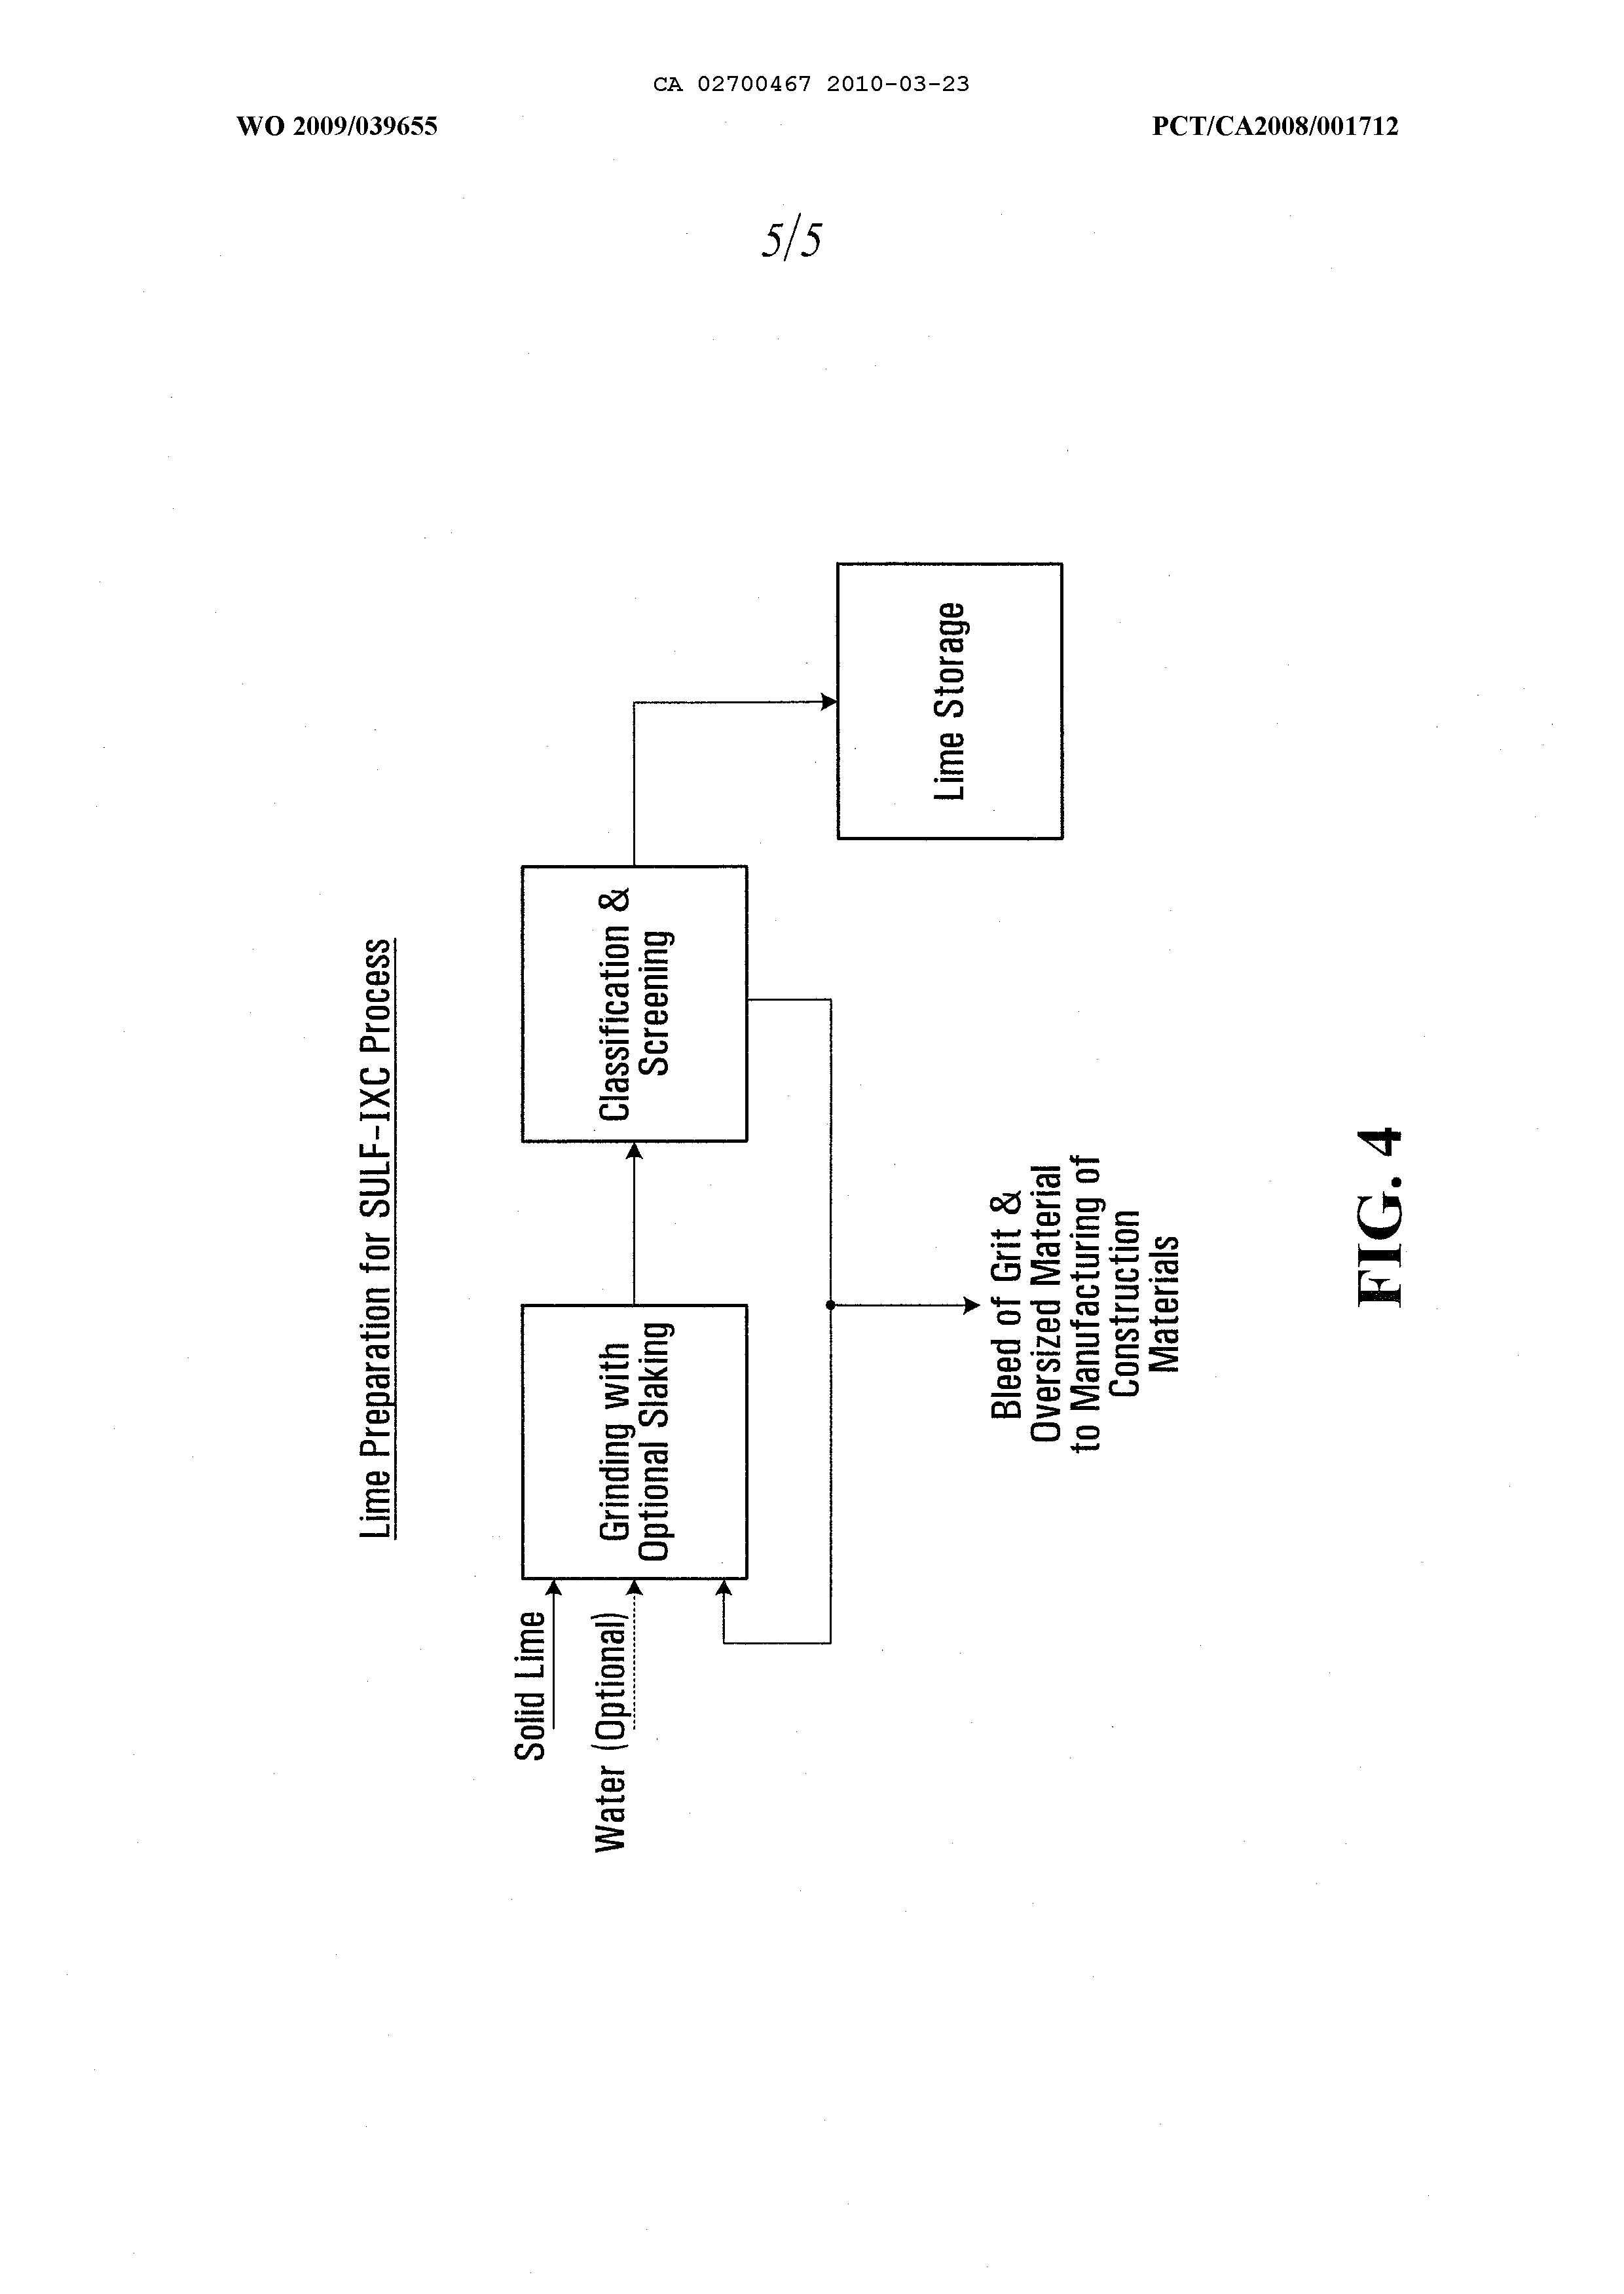 CA 02700467 2010-03-23
WO 2009/039655
PCT/CA2008/001712
5/5
Lime Preparation for SULF-IXC Process
Solid Lime
Water (Optional)
Grinding with
Optional Slaking
Classification &
Screening
Lime Storage
Bleed of Grit &
Oversized Material
to Manufacturing of
Construction
Materials
FIG. 4